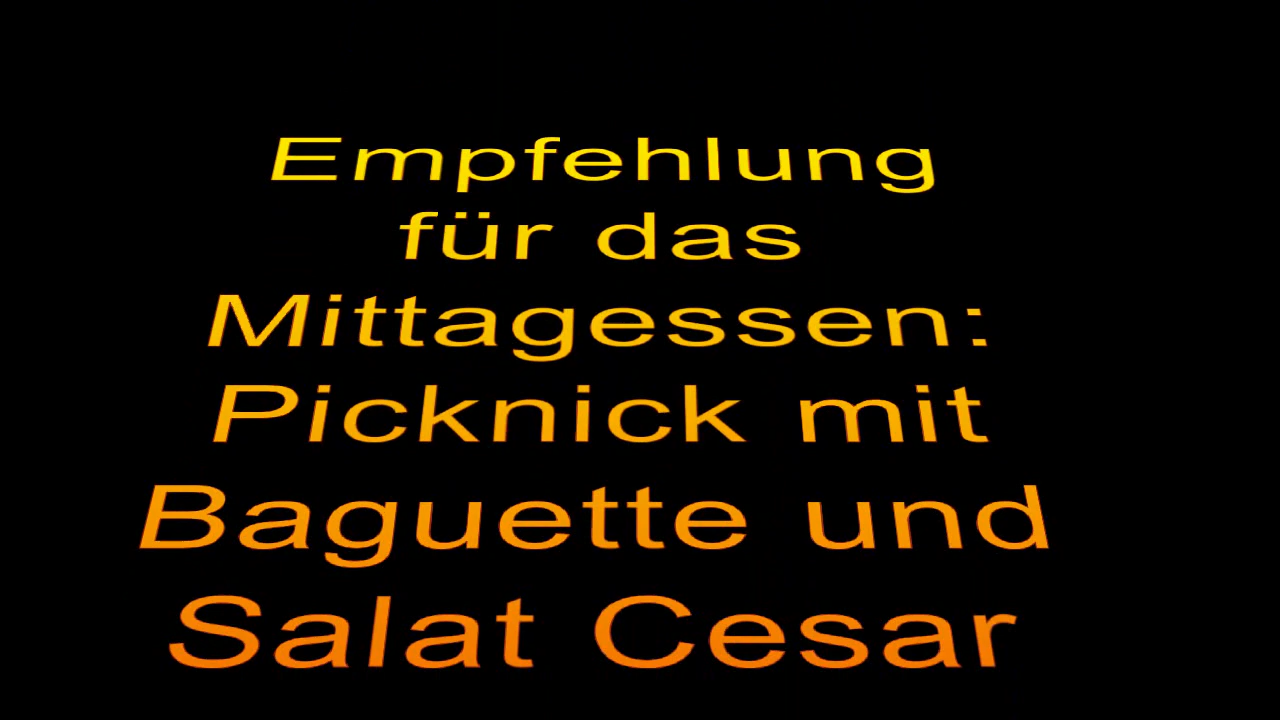 Empfehlung
für das
Mittagessen:
Picknick mit
Baguette und
Salat Cesar